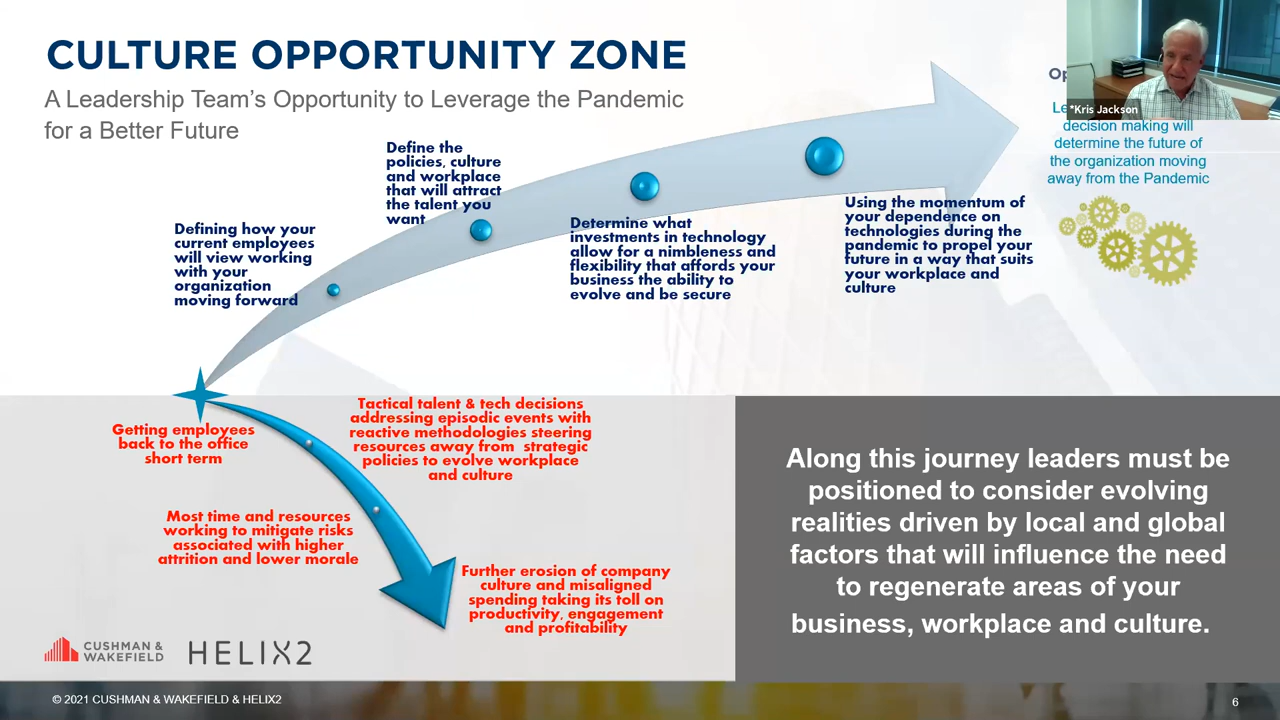 CULTURE OPPORTUNITY ZONE
A Leadership Team's Opportunity to Leverage the Pandemic
for a Better Future
*Kris Jackson
Op
Le
decision making will
determine the future of
the organization moving
away from the Pandemic
Define the
policies, culture
and workplace
that will attract
the talent you
want
Defining how your
current employees
will view working
with your
organization
moving forward
Determine what
investments in technology
allow for a nimbleness and
flexibility that affords your
business the ability to
evolve and be secure
Using the momentum of
your dependence on
technologies during the
pandemic to propel your
future in a way that suits
your workplace and
culture
Getting employees
back to the office
short term
Tactical talent & tech decisions
addressing episodic events with
reactive methodologies steering
resources away from strategic
policies to evolve workplace
and culture
Most time and resources
working to mitigate risks
associated with higher
attrition and lower morale
Further erosion of company
culture and misaligned
spending taking its toll on
productivity, engagement
and profitability
Along this journey leaders must be
positioned to consider evolving
realities driven by local and global
factors that will influence the need
to regenerate areas of your
business, workplace and culture.
CUSHMAN &
WAKEFIELD
HELIX2
© 2021 CUSHMAN & WAKEFIELD & HELIX2
6